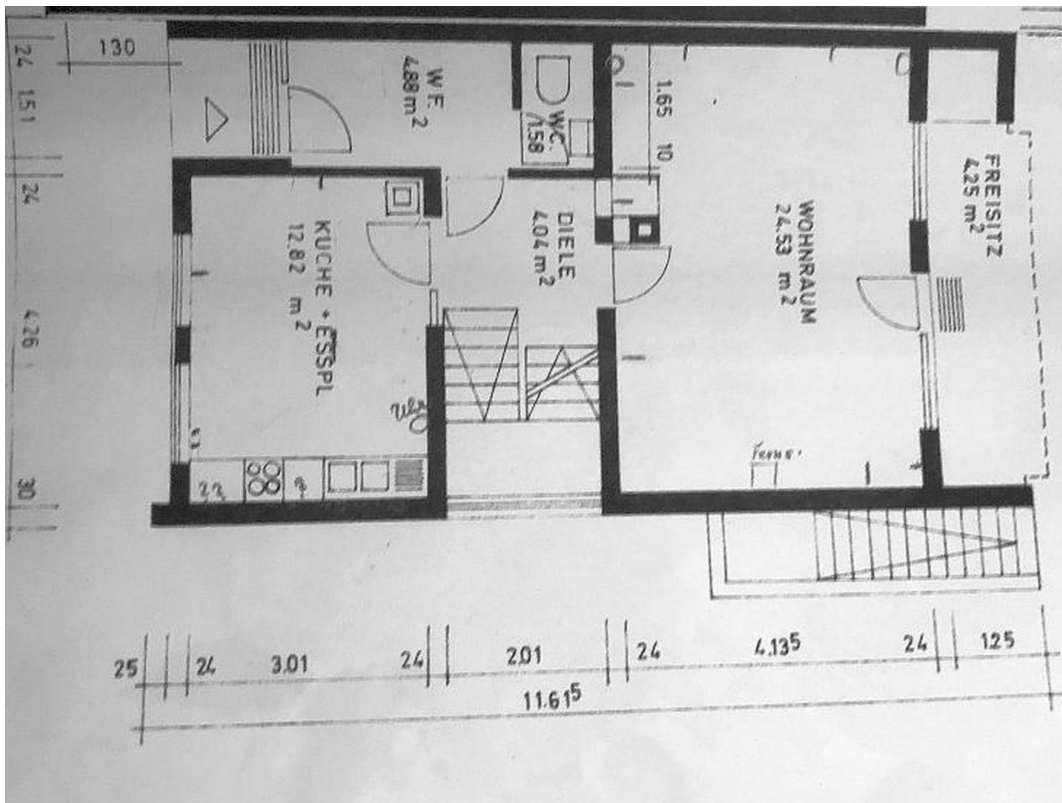 130
24
1.51
24
4.26
30
W.F.
4.88 m²
WC.
1.58
1.65
10
KÜCHE + ESSPL
12.82 m²
DIELE
4.04 m²
WOHNRAUM
24.53 m²
FREISITZ
4.25 m²
Ferns.
25
24
3.01
24
2.01
24
4.13⁵
24
1.25
11.61⁵